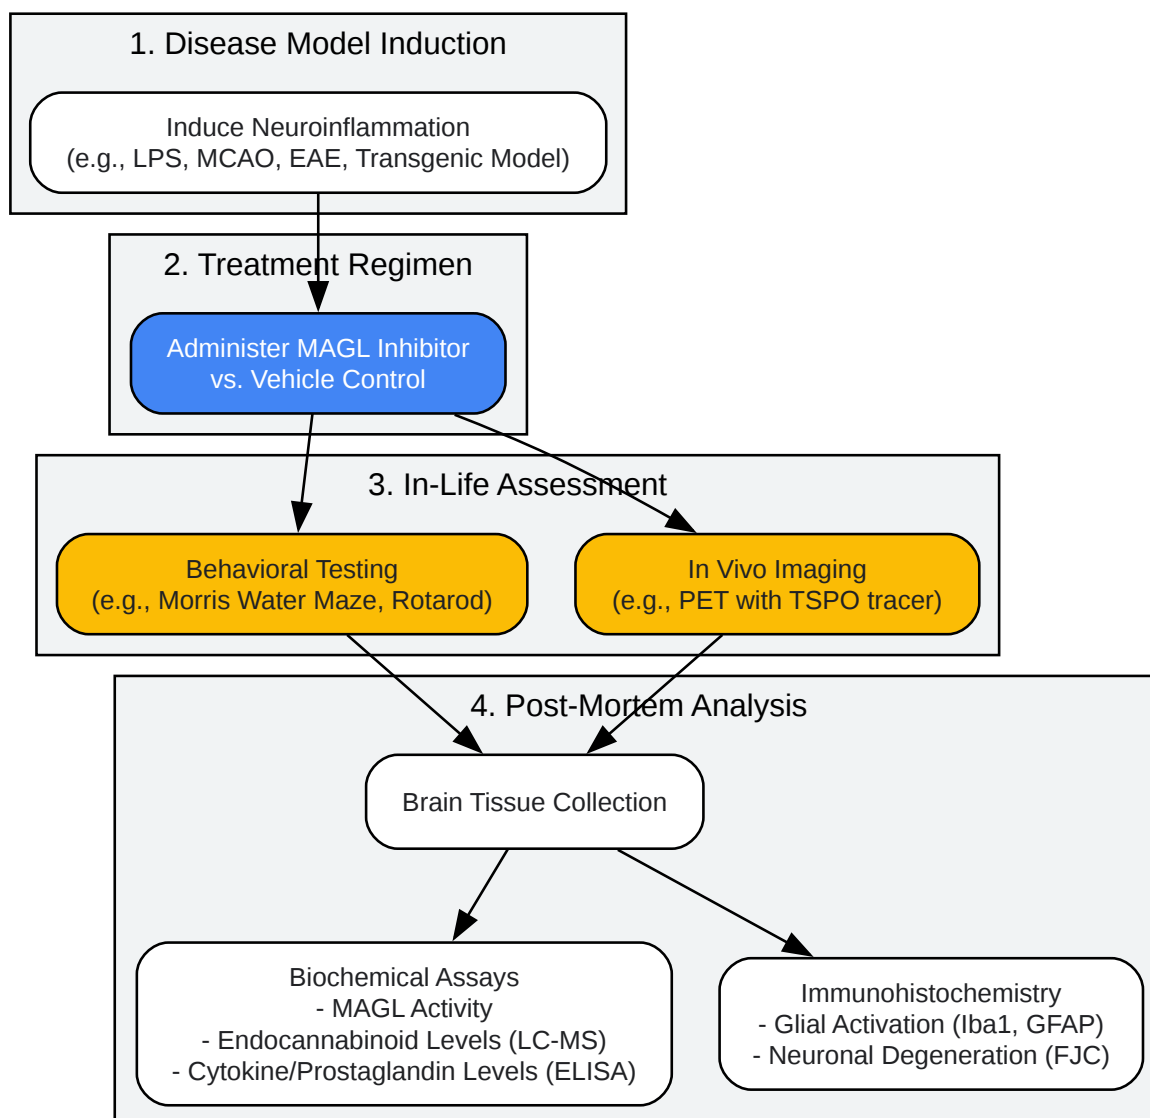 1. Disease Model Induction
Induce Neuroinflammation
(e.g., LPS, MCAO, EAE, Transgenic Model)
2. Treatment Regimen
Administer MAGL Inhibitor
vs. Vehicle Control
3. In-Life Assessment
Behavioral Testing
(e.g., Morris Water Maze, Rotarod)
In Vivo Imaging
(e.g., PET with TSPO tracer)
4. Post-Mortem Analysis
Brain Tissue Collection
Biochemical Assays
- MAGL Activity
- Endocannabinoid Levels (LC-MS)
- Cytokine/Prostaglandin Levels (ELISA)
Immunohistochemistry
- Glial Activation (Iba1, GFAP)
- Neuronal Degeneration (FJC)